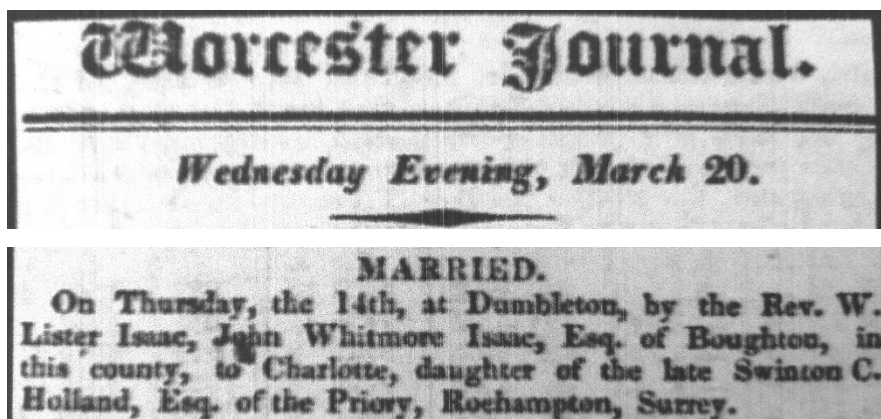 Worcester Journal.
Wednesday Evening, March 20.
MARRIED.
On Thursday, the 14th, at Dumbleton, by the Rev. W.
Lister Isaac, John Whitmore Isaac, Esq. of Boughton, in
this county, to Charlotte, daughter of the late Swinton C.
Holland, Esq. of the Priory, Roehampton, Surrey.